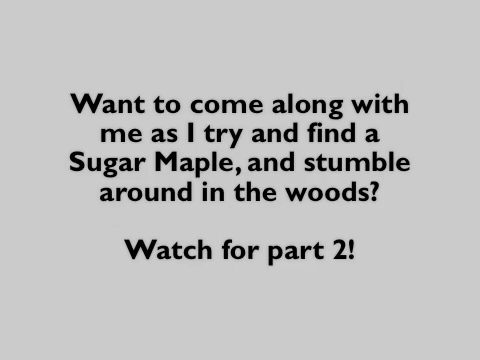 Want to come along with
me as I try and find a
Sugar Maple, and stumble
around in the woods?
Watch for part 2!